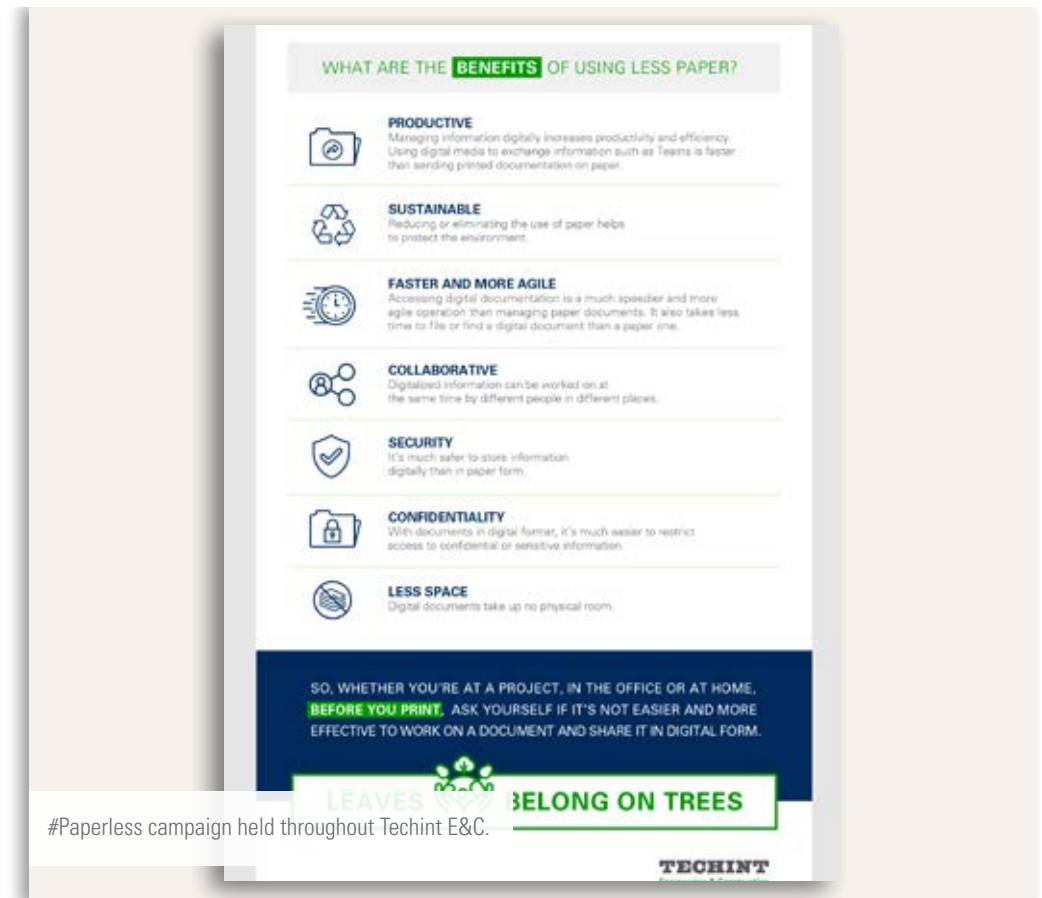 WHAT ARE THE BENEFITS OF USING LESS PAPER?
PRODUCTIVE
Managing information digitally increases productivity and efficiency.
Using digital media to exchange information such as Teams is faster
than sending printed documentation on paper.
SUSTAINABLE
Reducing or eliminating the use of paper helps
to protect the environment.
FASTER AND MORE AGILE
Accessing digital documentation is a much speedier and more
agile operation than managing paper documents. It also takes less
time to file or find a digital document than a paper one.
COLLABORATIVE
Digitalized information can be worked on at
the same time by different people in different places.
SECURITY
It's much safer to store information
digitally than in paper form.
CONFIDENTIALITY
With documents in digital format, it's much easier to restrict
access to confidential or sensitive information.
LESS SPACE
Digital documents take up no physical room.
SO, WHETHER YOU'RE AT A PROJECT, IN THE OFFICE OR AT HOME,
BEFORE YOU PRINT, ASK YOURSELF IF IT'S NOT EASIER AND MORE
EFFECTIVE TO WORK ON A DOCUMENT AND SHARE IT IN DIGITAL FORM.
LEAVES BELONG ON TREES
#Paperless campaign held throughout Techint E&C.
TECHINT